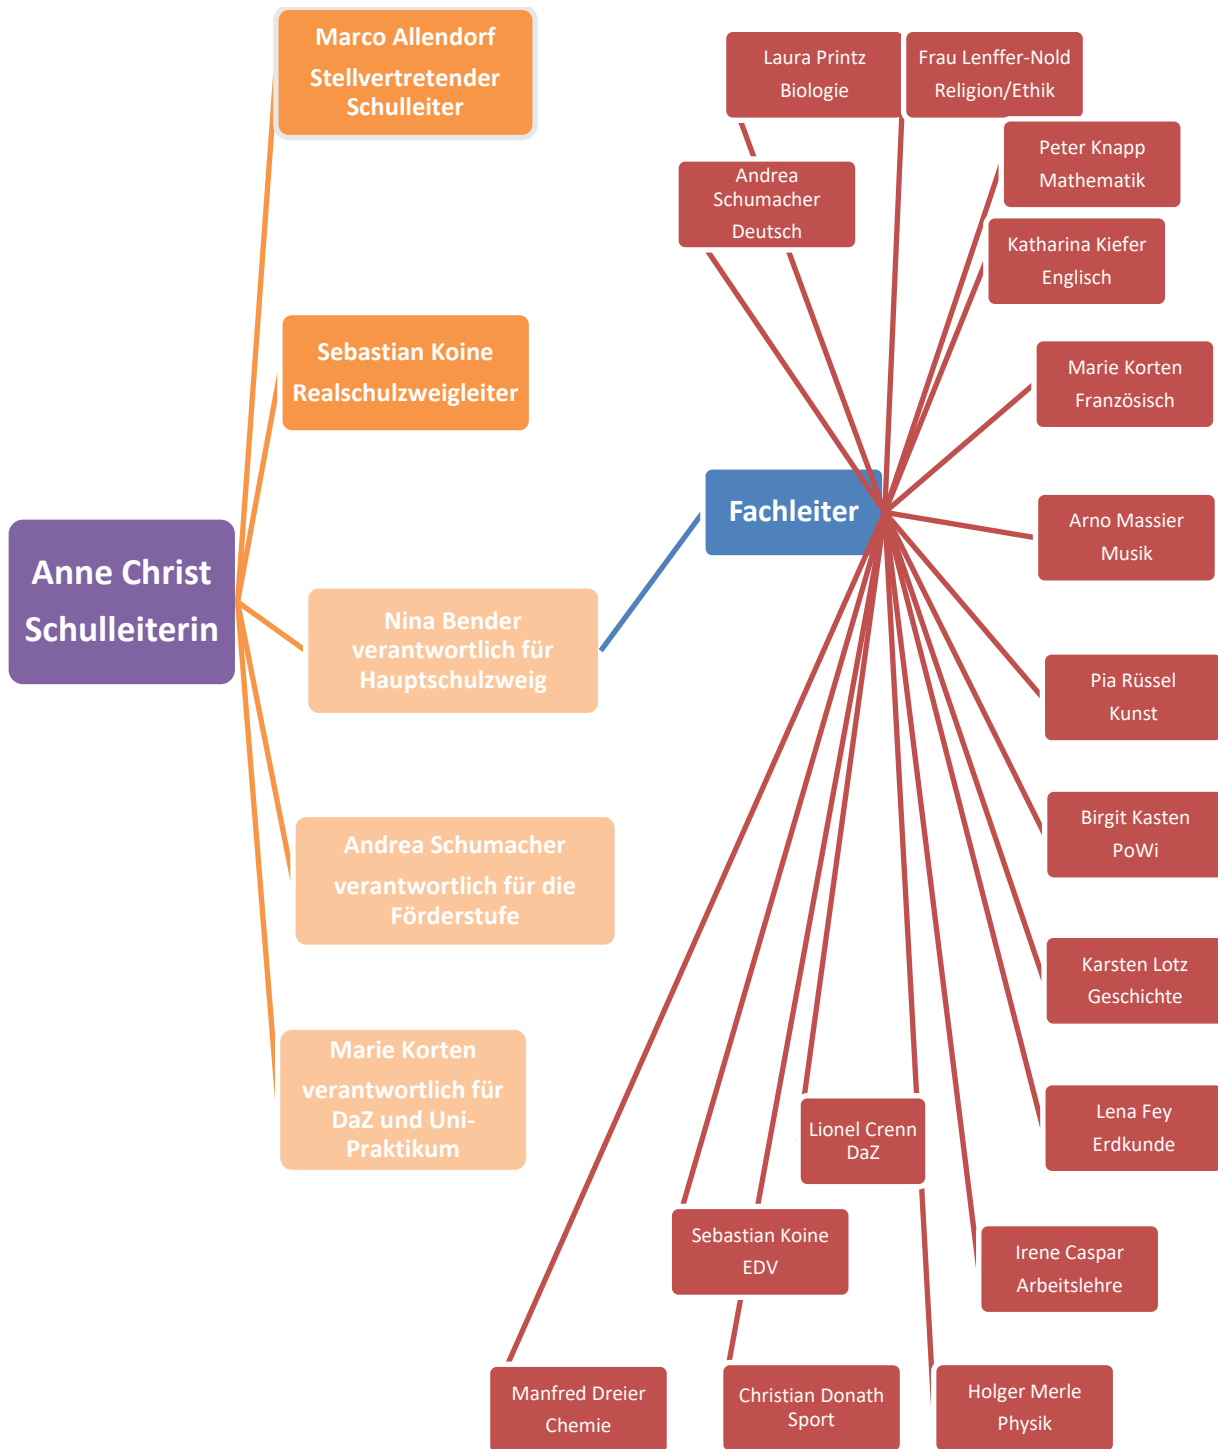 Marco Allendorf
Stellvertretender
Schulleiter
Sebastian Koine
Realschulzweigleiter
Anne Christ
Schulleiterin
Nina Bender
verantwortlich für
Hauptschulzweig
Andrea Schumacher
verantwortlich für die
Förderstufe
Marie Korten
verantwortlich für
DaZ und Uni-
Praktikum
Fachleiter
Laura Printz
Biologie
Frau Lenffer-Nold
Religion/Ethik
Andrea
Schumacher
Deutsch
Peter Knapp
Mathematik
Katharina Kiefer
Englisch
Marie Korten
Französisch
Arno Massier
Musik
Pia Rüssel
Kunst
Birgit Kasten
PoWi
Karsten Lotz
Geschichte
Lena Fey
Erdkunde
Lionel Crenn
DaZ
Sebastian Koine
EDV
Irene Caspar
Arbeitslehre
Manfred Dreier
Chemie
Christian Donath
Sport
Holger Merle
Physik